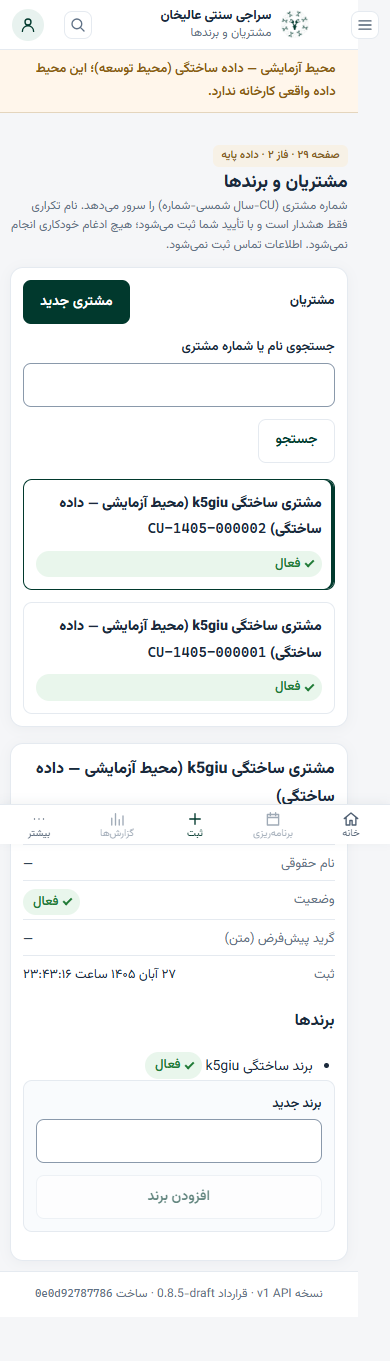 سراجی سنتی عالیخان
مشتریان و برندها
محیط آزمایشی — داده ساختگی (محیط توسعه)؛ این محیط
داده واقعی کارخانه ندارد.
صفحه ۲۹ · فاز ۲ · داده پایه
مشتریان و برندها
شماره مشتری (CU-سال شمسی-شماره) را سرور می‌دهد. نام تکراری
فقط هشدار است و با تأیید شما ثبت می‌شود؛ هیچ ادغام خودکاری انجام
نمی‌شود. اطلاعات تماس ثبت نمی‌شود.
مشتریان
مشتری جدید
جستجوی نام یا شماره مشتری
جستجو
مشتری ساختگی k5giu (محیط آزمایشی — داده
ساختگی) CU-1405-000002
فعال
مشتری ساختگی k5giu (محیط آزمایشی — داده
ساختگی) CU-1405-000001
فعال
مشتری ساختگی k5giu (محیط آزمایشی — داده
ساختگی)
خانه
برنامه‌ریزی
ثبت
گزارش‌ها
بیشتر
نام حقوقی
—
وضعیت
فعال
گرید پیش‌فرض (متن)
—
ثبت
۲۷ آبان ۱۴۰۵ ساعت ۲۳:۴۳:۱۶
برندها
برند ساختگی k5giu فعال
برند جدید
افزودن برند
نسخه v1 API · قرارداد 0.8.5-draft · ساخت 0e0d92787786